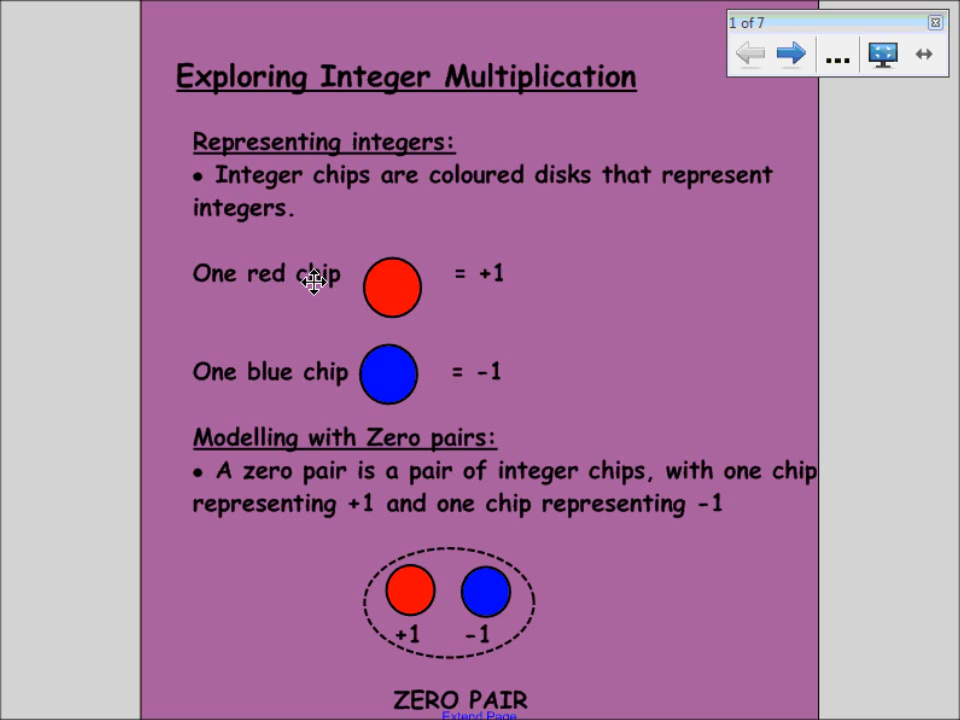 1 of 7
Exploring Integer Multiplication
Representing integers:
• Integer chips are coloured disks that represent
integers.
One red chip = +1
One blue chip = -1
Modelling with Zero pairs:
• A zero pair is a pair of integer chips, with one chip
representing +1 and one chip representing -1
+1 -1
ZERO PAIR
Extend Page